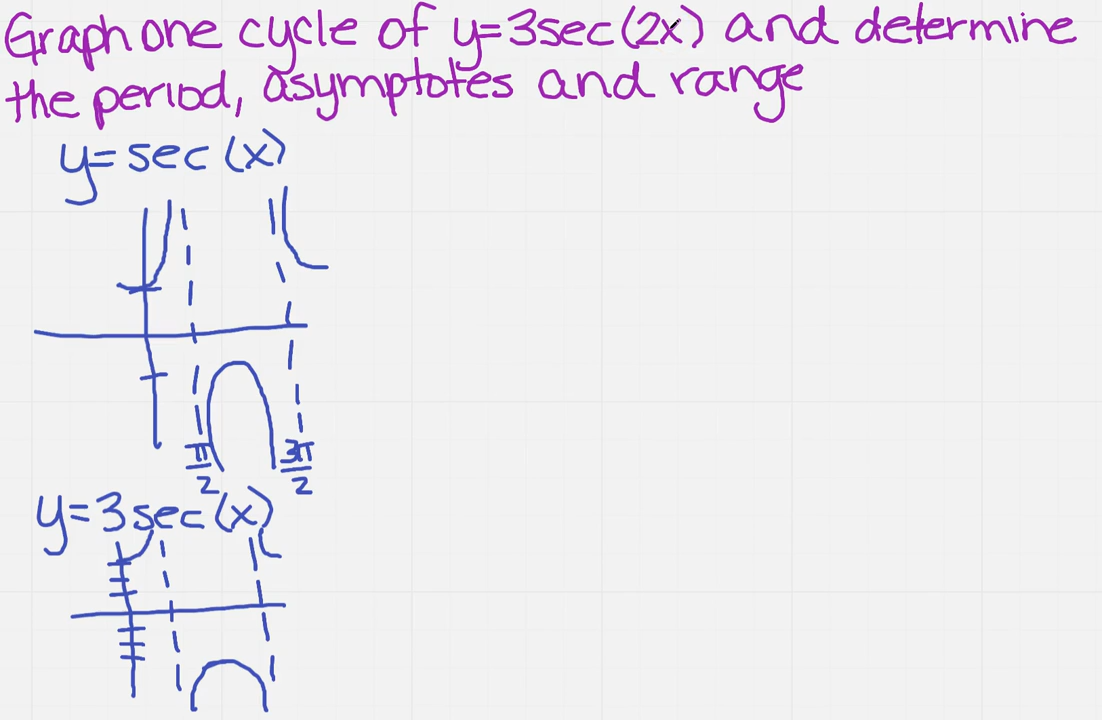 Graph one cycle of y=3sec(2x) and determine
the period, asymptotes and range
y=sec(x)
π/2 3π/2
y=3sec(x)